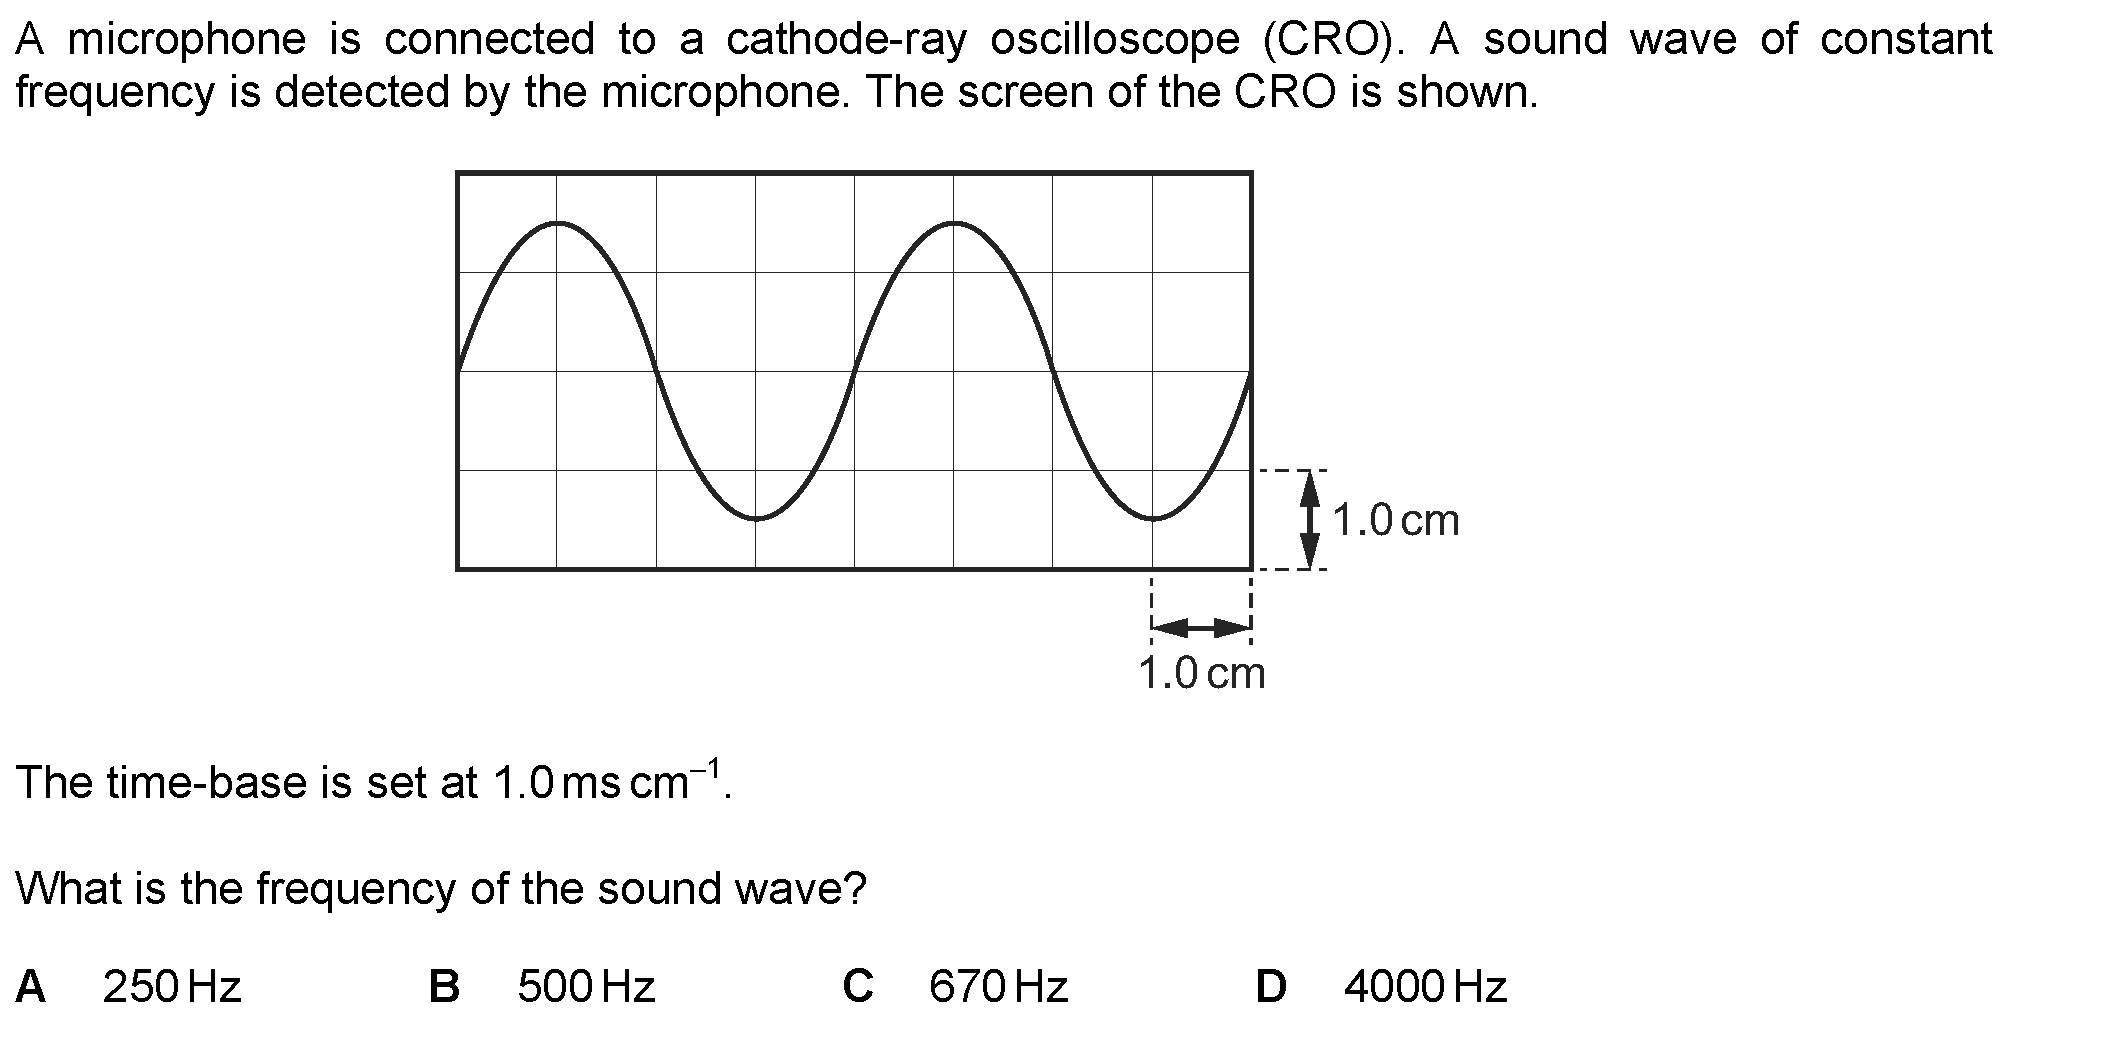 A microphone is connected to a cathode-ray oscilloscope (CRO). A sound wave of constant
frequency is detected by the microphone. The screen of the CRO is shown.
1.0 cm
1.0 cm
The time-base is set at 1.0 ms cm⁻¹.
What is the frequency of the sound wave?
A 250 Hz B 500 Hz C 670 Hz D 4000 Hz